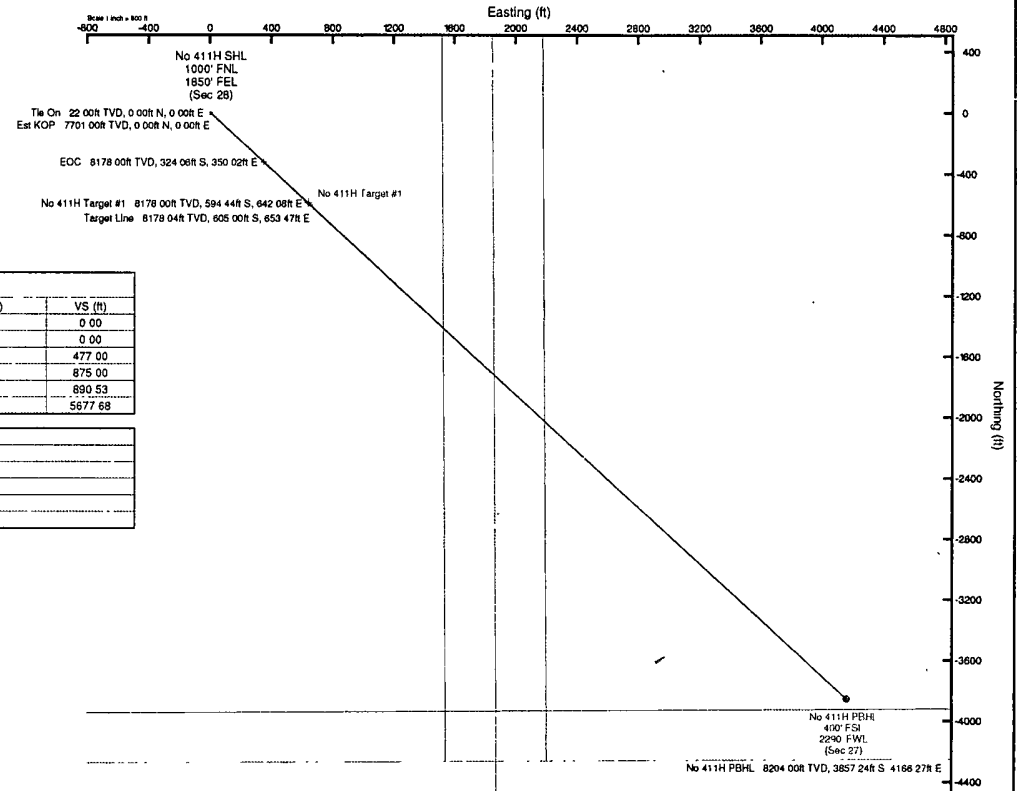 Scale 1 inch = 800 ft
Easting (ft)
-800 -400 0 400 800 1200 1600 2000 2400 2800 3200 3600 4000 4400 4800
No 411H SHL
1000' FNL
1850' FEL
(Sec 28)
Tie On 22 00ft TVD, 0 00ft N, 0 00ft E
Est KOP 7701 00ft TVD, 0 00ft N, 0 00ft E
EOC 8178 00ft TVD, 324 08ft S, 350 02ft E
No 411H Target #1
No 411H Target #1 8178 00ft TVD, 594 44ft S, 642 08ft E
Target Line 8178 04ft TVD, 605 00ft S, 653 47ft E
400
0
-400
-800
-1200
-1600
-2000
-2400
-2800
-3200
-3600
-4000
-4400
Northing (ft)
)
VS (ft)
0 00
0 00
477 00
875 00
890 53
5677 68
No 411H PBHL
400' FSL
2290 FWL
(Sec 27)
No 411H PBHL 8204 00ft TVD, 3857 24ft S 4166 27ft E